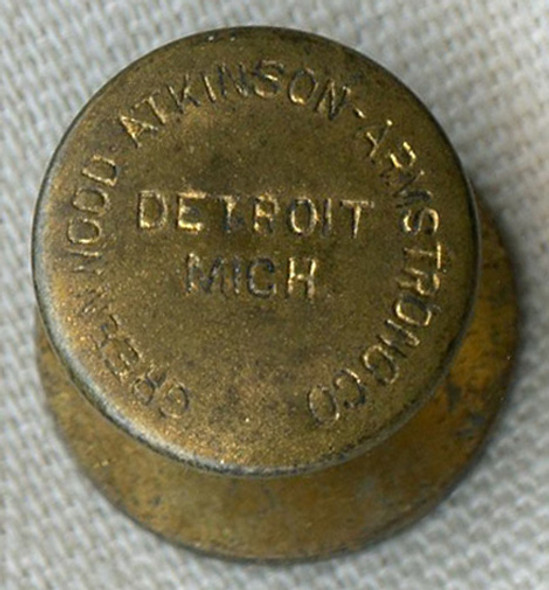 GREENWOOD-ATKINSON-ARMSTRONG CO
DETROIT
MICH